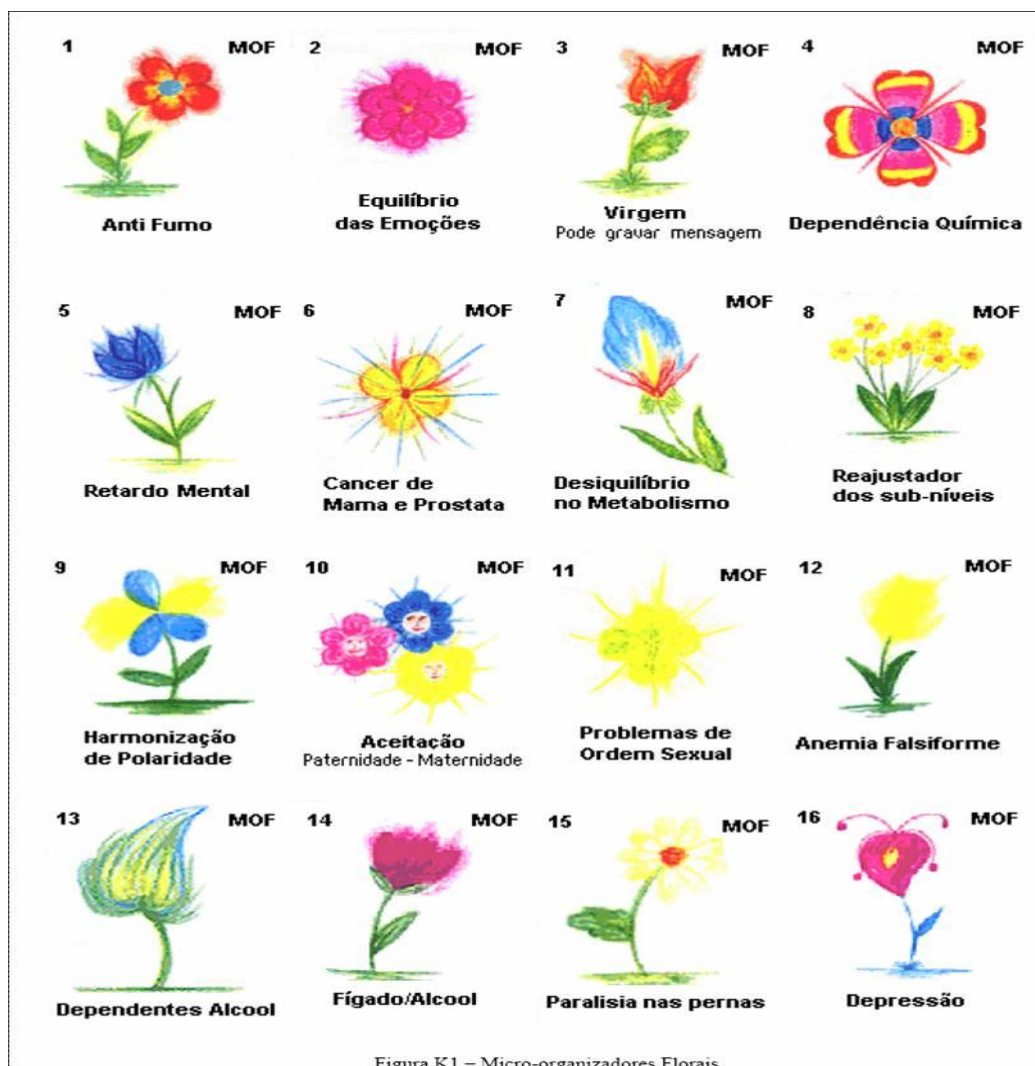 1 MOF
2 MOF
3 MOF
4 MOF
Anti Fumo
Equilíbrio
das Emoções
Virgem
Pode gravar mensagem
Dependência Química
5 MOF
6 MOF
7 MOF
8 MOF
Retardo Mental
Cancer de
Mama e Prostata
Desiquilíbrio
no Metabolismo
Reajustador
dos sub-níveis
9 MOF
10 MOF
11 MOF
12 MOF
Harmonização
de Polaridade
Aceitação
Paternidade - Maternidade
Problemas de
Ordem Sexual
Anemia Falsiforme
13 MOF
14 MOF
15 MOF
16 MOF
Dependentes Alcool
Fígado/Alcool
Paralisia nas pernas
Depressão
Figura K1 – Micro-organizadores Florais